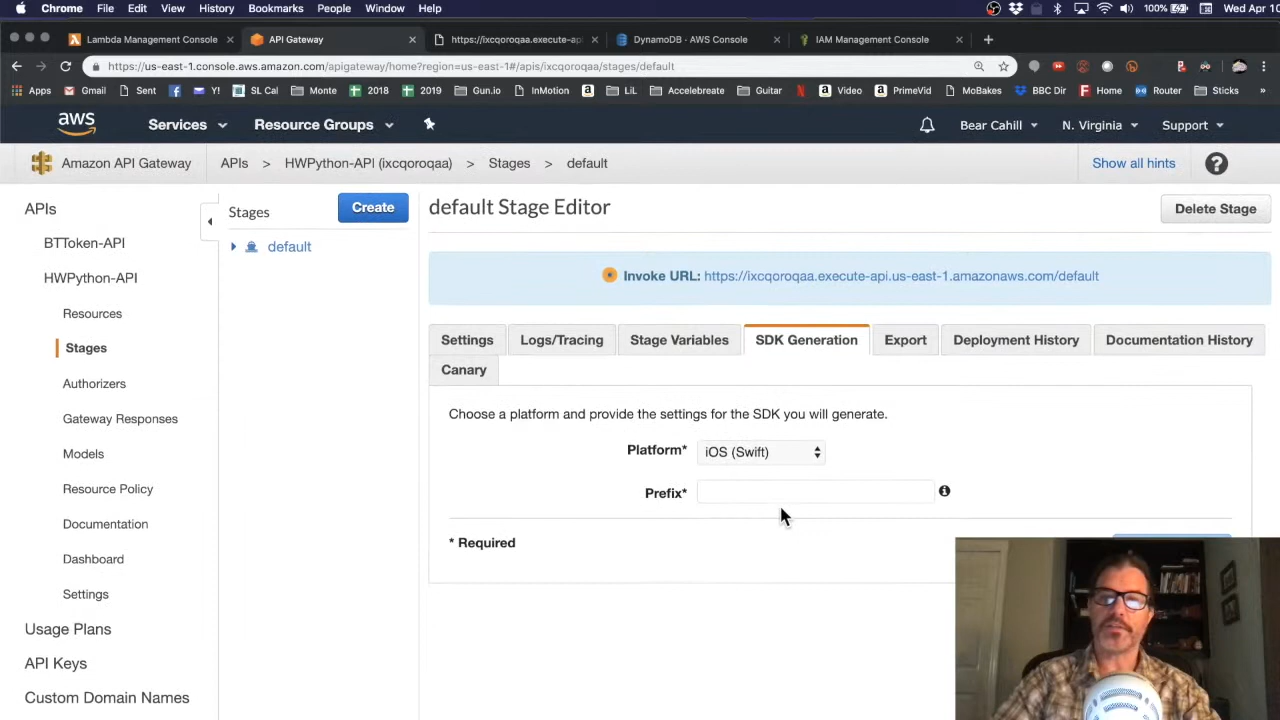 Chrome File Edit View History Bookmarks People Window Help 100% Wed Apr 10
Lambda Management Console API Gateway https://ixcqoroqaa.execute-api DynamoDB - AWS Console IAM Management Console
https://us-east-1.console.aws.amazon.com/apigateway/home?region=us-east-1#/apis/ixcqoroqaa/stages/default
Apps Gmail Sent Y! SL Cal Monte 2018 2019 Gun.io InMotion LiL Accelebreate Guitar Video PrimeVid MoBakes BBC Dir Home Router Sticks »
aws Services Resource Groups Bear Cahill N. Virginia Support
Amazon API Gateway APIs > HWPython-API (ixcqoroqaa) > Stages > default Show all hints ?
APIs
BTToken-API
HWPython-API
Resources
Stages
Authorizers
Gateway Responses
Models
Resource Policy
Documentation
Dashboard
Settings
Usage Plans
API Keys
Custom Domain Names
Stages Create
default
default Stage Editor Delete Stage
Invoke URL: https://ixcqoroqaa.execute-api.us-east-1.amazonaws.com/default
Settings Logs/Tracing Stage Variables SDK Generation Export Deployment History Documentation History
Canary
Choose a platform and provide the settings for the SDK you will generate.
Platform* iOS (Swift)
Prefix*
* Required